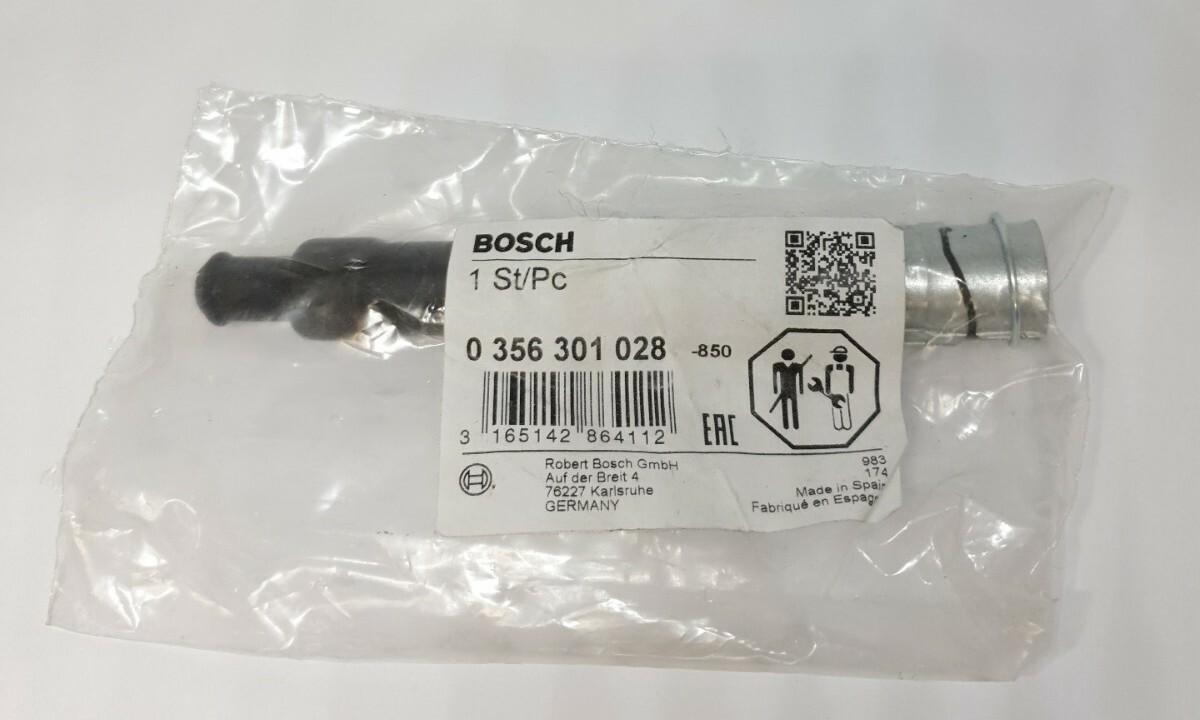 BOSCH
1 St/Pc
0 356 301 028 -850
3 165142 864112
EAC
Robert Bosch GmbH
Auf der Breit 4
76227 Karlsruhe
GERMANY
983
174
Made in Spain
Fabriqué en Espagne